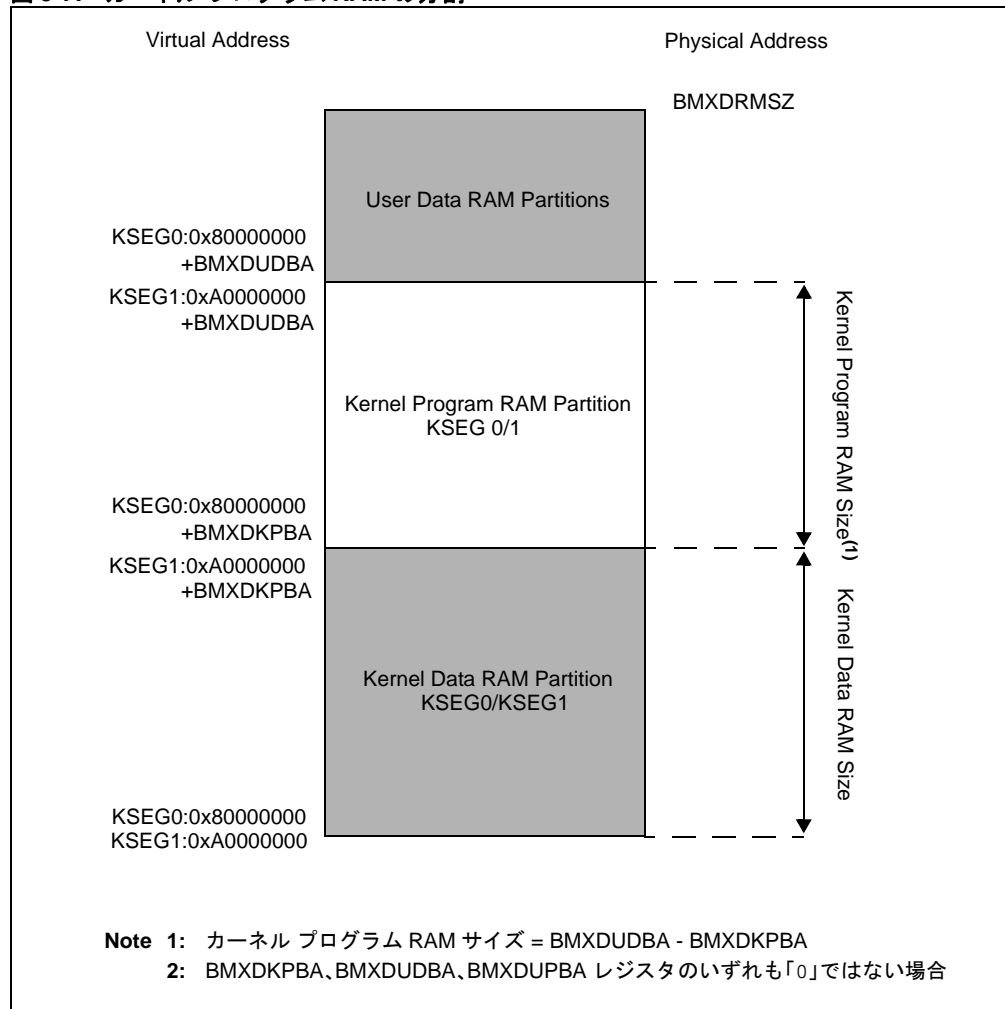 Virtual Address
Physical Address
BMXDRMSZ
User Data RAM Partitions
KSEG0:0x80000000
+BMXDUDBA
KSEG1:0xA0000000
+BMXDUDBA
Kernel Program RAM Partition
KSEG 0/1
Kernel Program RAM Size(1)
KSEG0:0x80000000
+BMXDKPBA
KSEG1:0xA0000000
+BMXDKPBA
Kernel Data RAM Partition
KSEG0/KSEG1
Kernel Data RAM Size
KSEG0:0x80000000
KSEG1:0xA0000000
Note 1: カーネル プログラム RAM サイズ = BMXDUDBA - BMXDKPBA
2: BMXDKPBA、BMXDUDBA、BMXDUPBA レジスタのいずれも「0」ではない場合